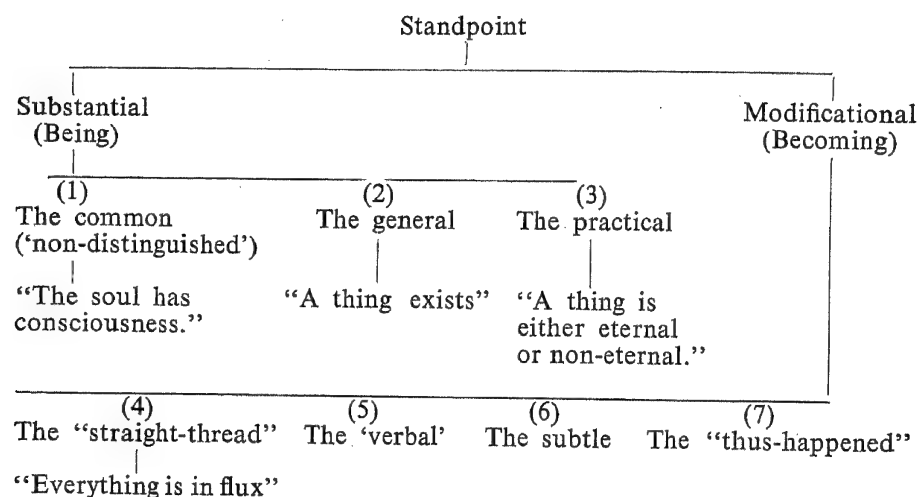 Standpoint
Substantial
(Being)
Modificational
(Becoming)
(1) (2) (3)
The common The general The practical
(‘non-distinguished’)
“The soul has “A thing exists” “A thing is
consciousness.” either eternal
or non-eternal.”
(4) (5) (6) (7)
The “straight-thread” The ‘verbal’ The subtle The “thus-happened”
“Everything is in flux”